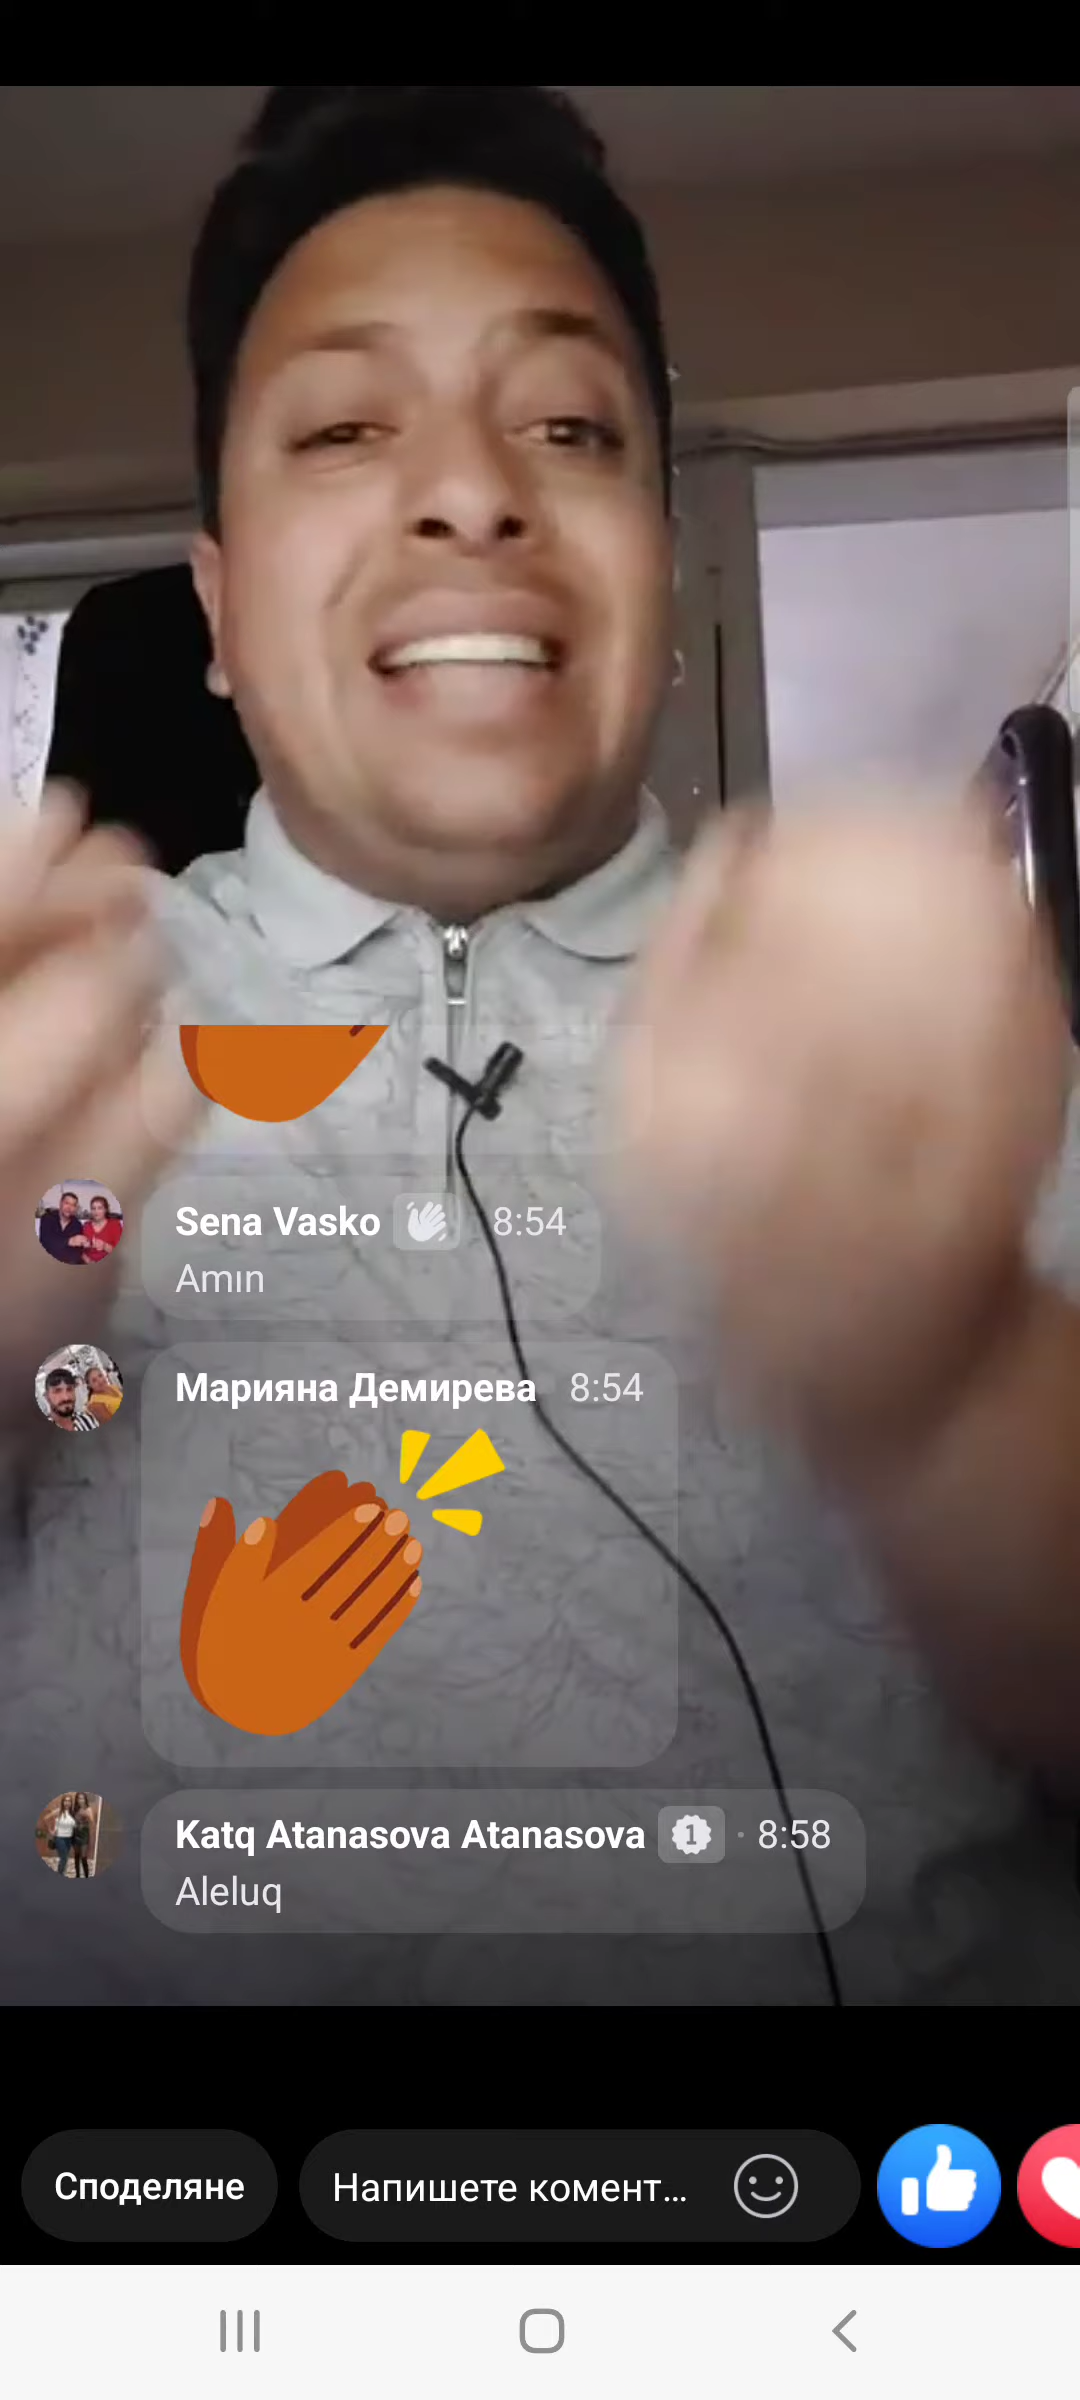 Sena Vasko 8:54
Amın
Марияна Демирева 8:54
Katq Atanasova Atanasova 1 · 8:58
Aleluq
Споделяне
Напишете комент...